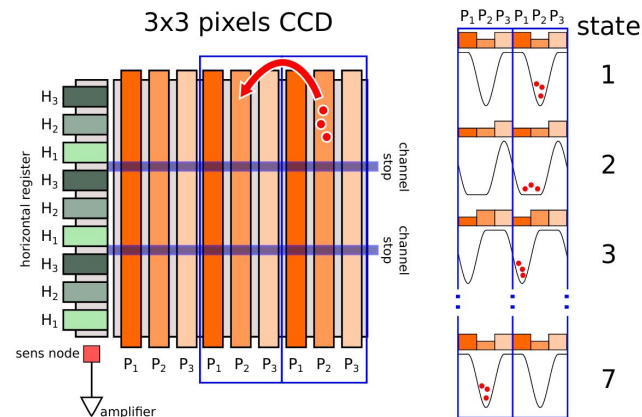 3x3 pixels CCD
P1 P2 P3 P1 P2 P3
state
1
2
3
7
horizontal register
H3
H2
H1
H3
H2
H1
H3
H2
H1
channel
stop
channel
stop
sens node
P1 P2 P3 P1 P2 P3 P1 P2 P3
amplifier